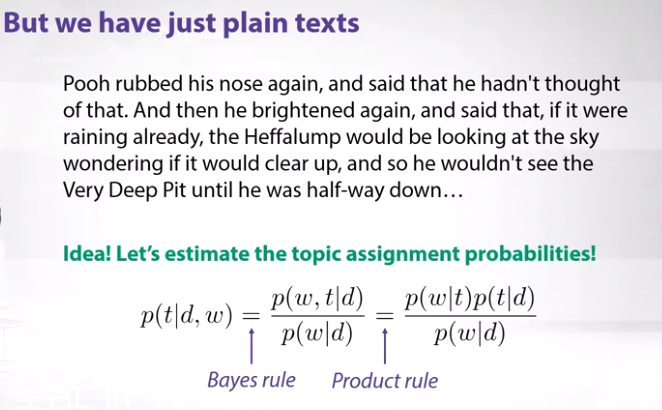 But we have just plain texts
Pooh rubbed his nose again, and said that he hadn't thought
of that. And then he brightened again, and said that, if it were
raining already, the Heffalump would be looking at the sky
wondering if it would clear up, and so he wouldn't see the
Very Deep Pit until he was half-way down…
Idea! Let’s estimate the topic assignment probabilities!
p(t|d, w) = p(w, t|d) / p(w|d) = p(w|t)p(t|d) / p(w|d)
Bayes rule Product rule